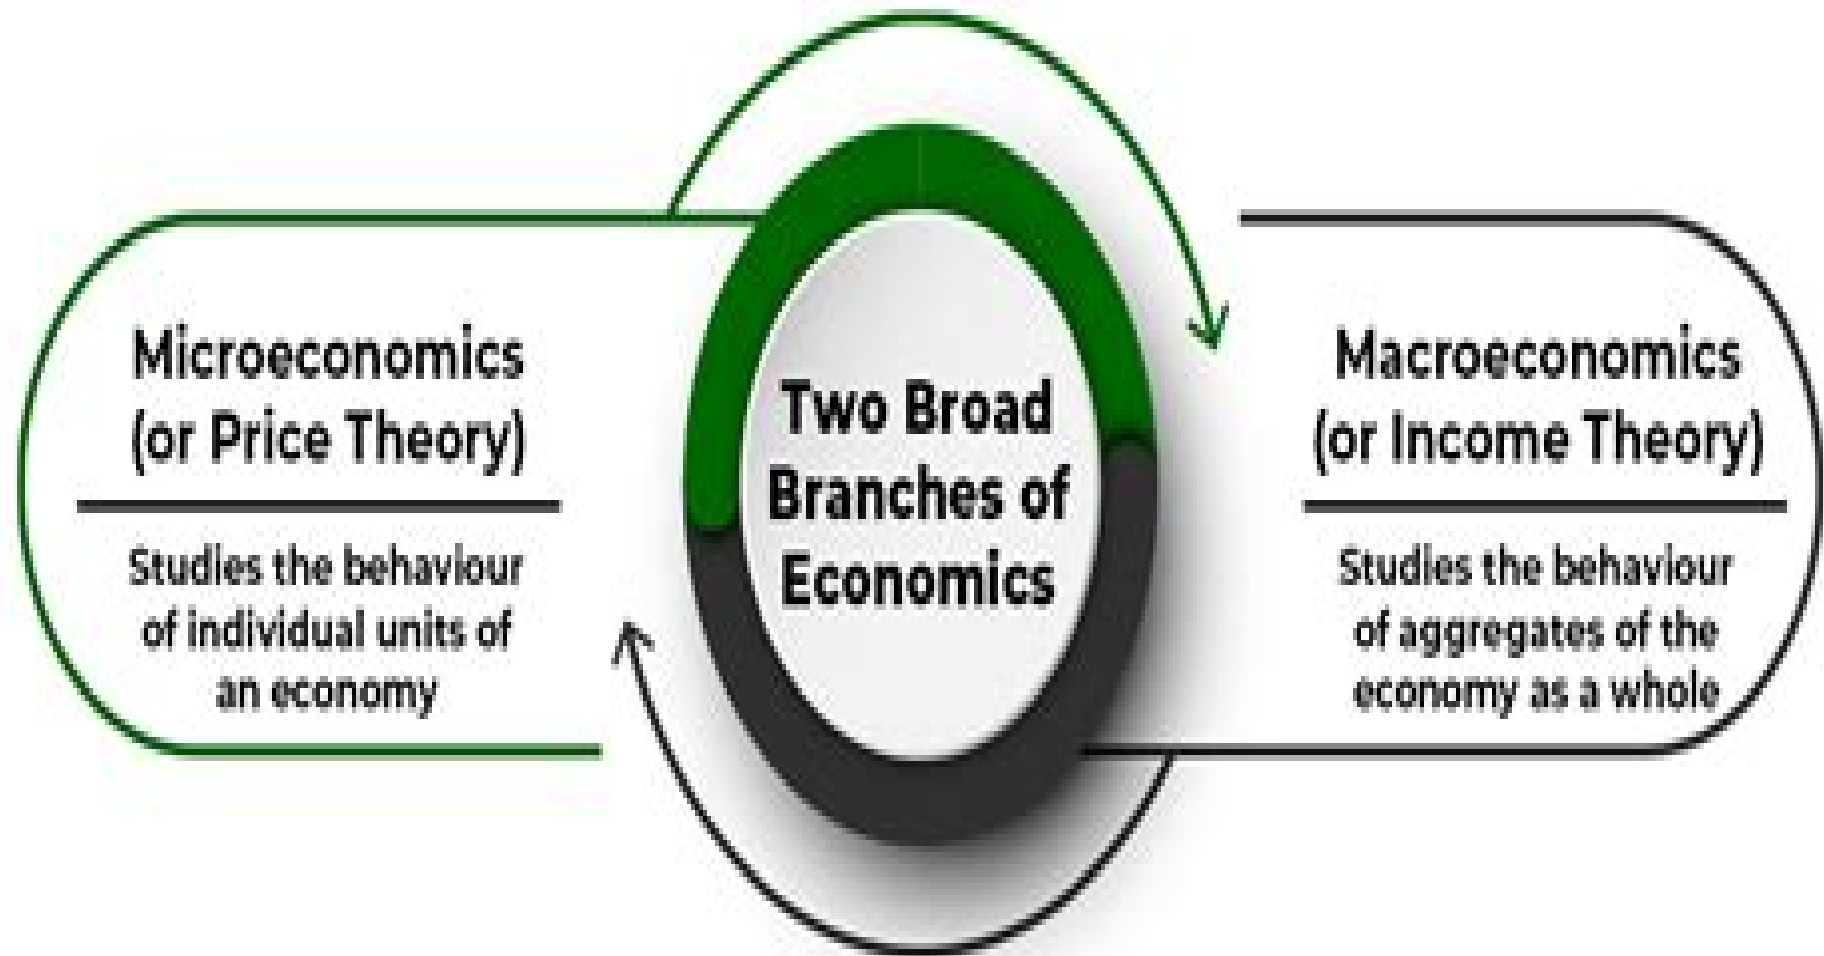 Microeconomics
(or Price Theory)
Studies the behaviour
of individual units of
an economy
Two Broad
Branches of
Economics
Macroeconomics
(or Income Theory)
Studies the behaviour
of aggregates of the
economy as a whole